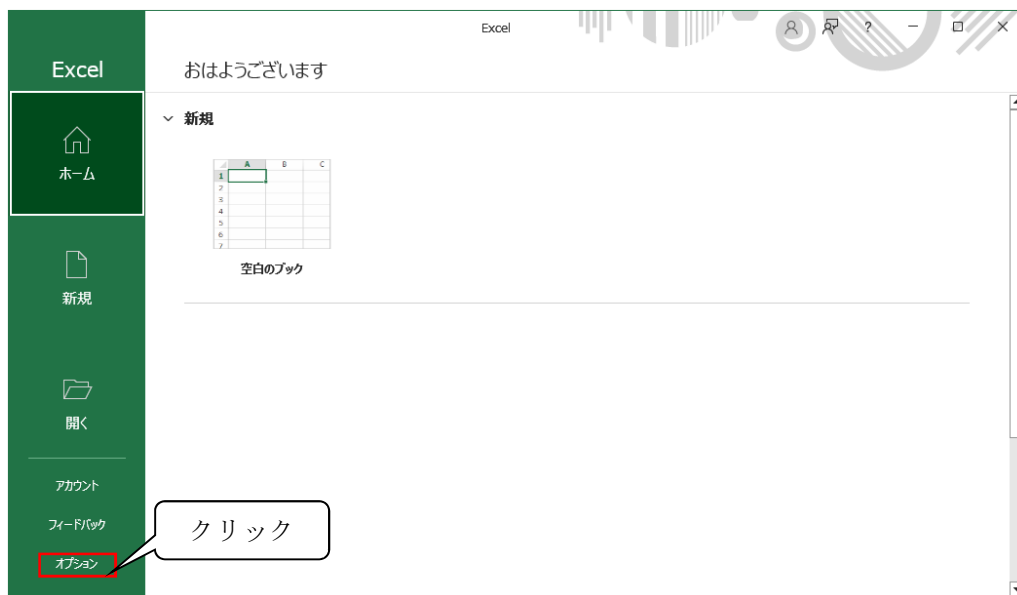 Excel
?
Excel
おはようございます
新規
ホーム
A B C
1
2
3
4
5
6
7
空白のブック
新規
開く
アカウント
フィードバック
オプション
クリック